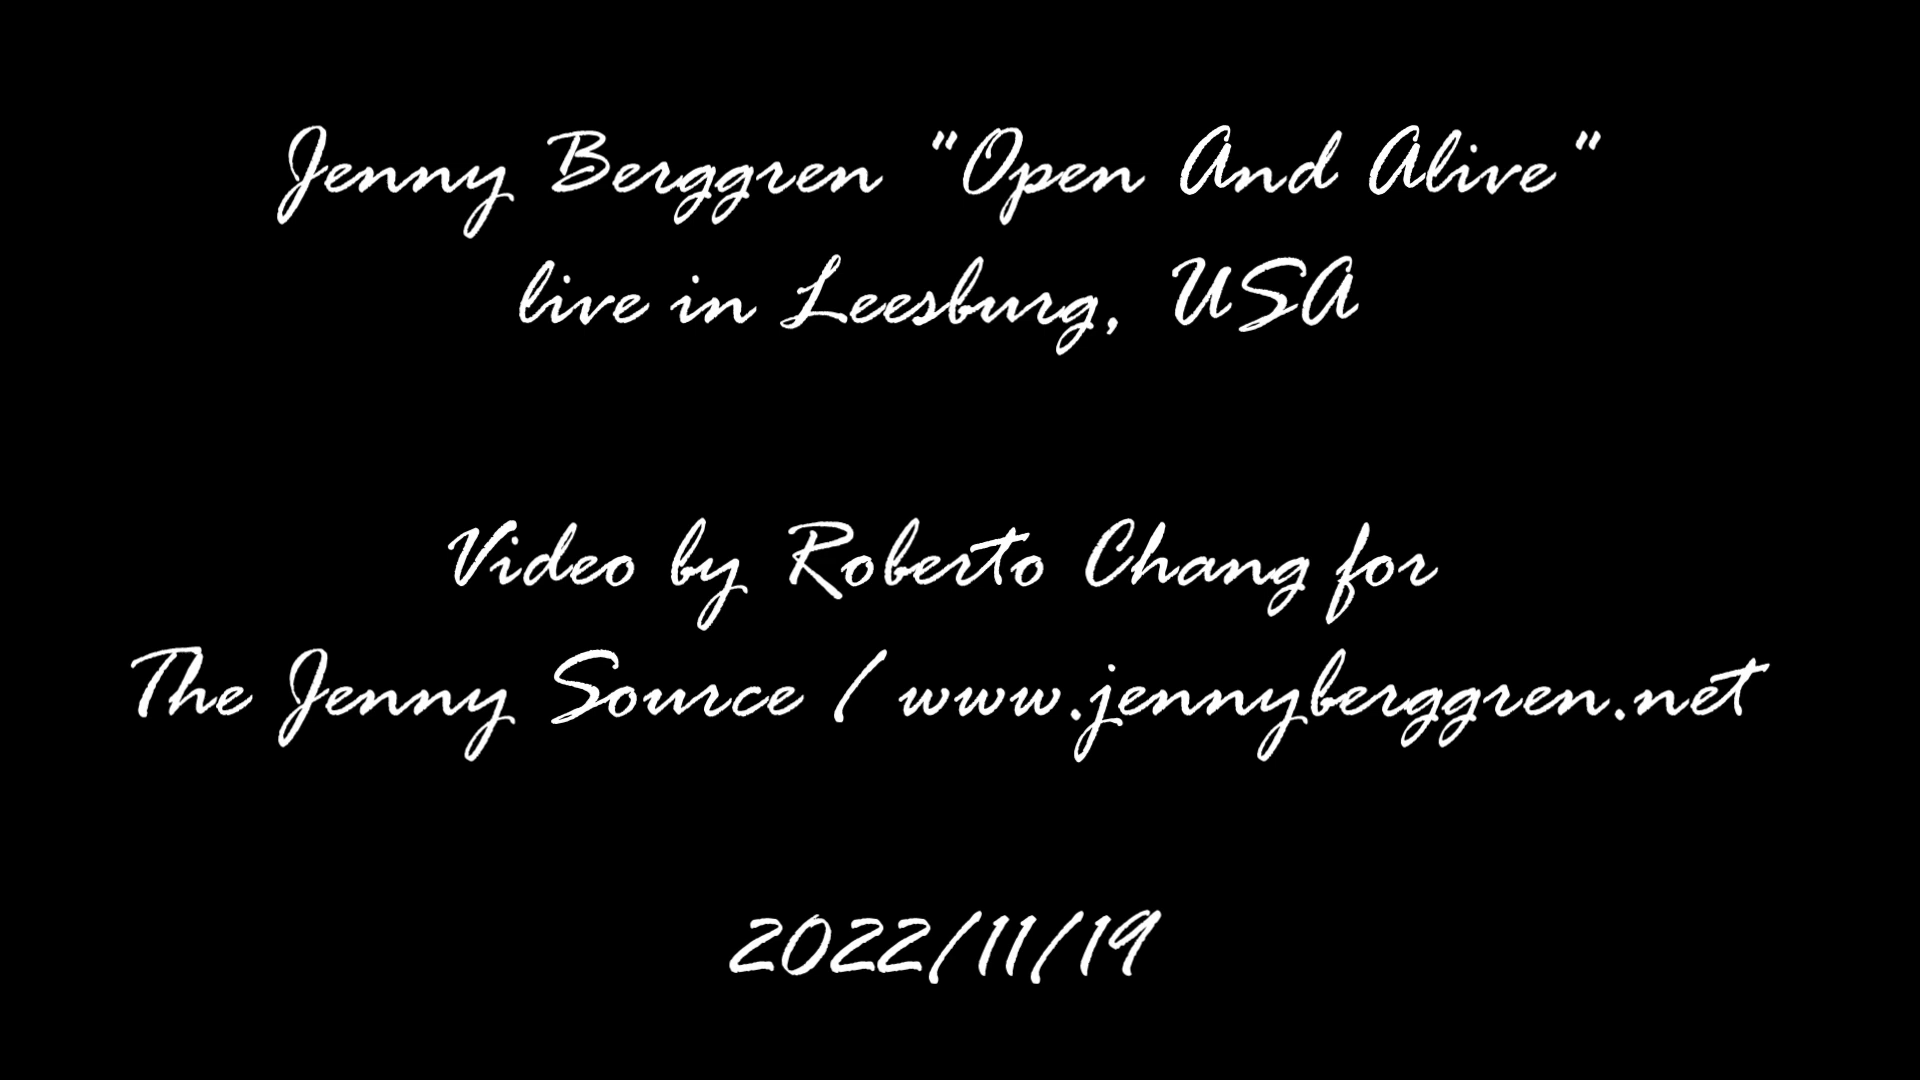 Jenny Berggren "Open And Alive"
live in Leesburg, USA
Video by Roberto Chang for
The Jenny Source / www.jennyberggren.net
2022/11/19